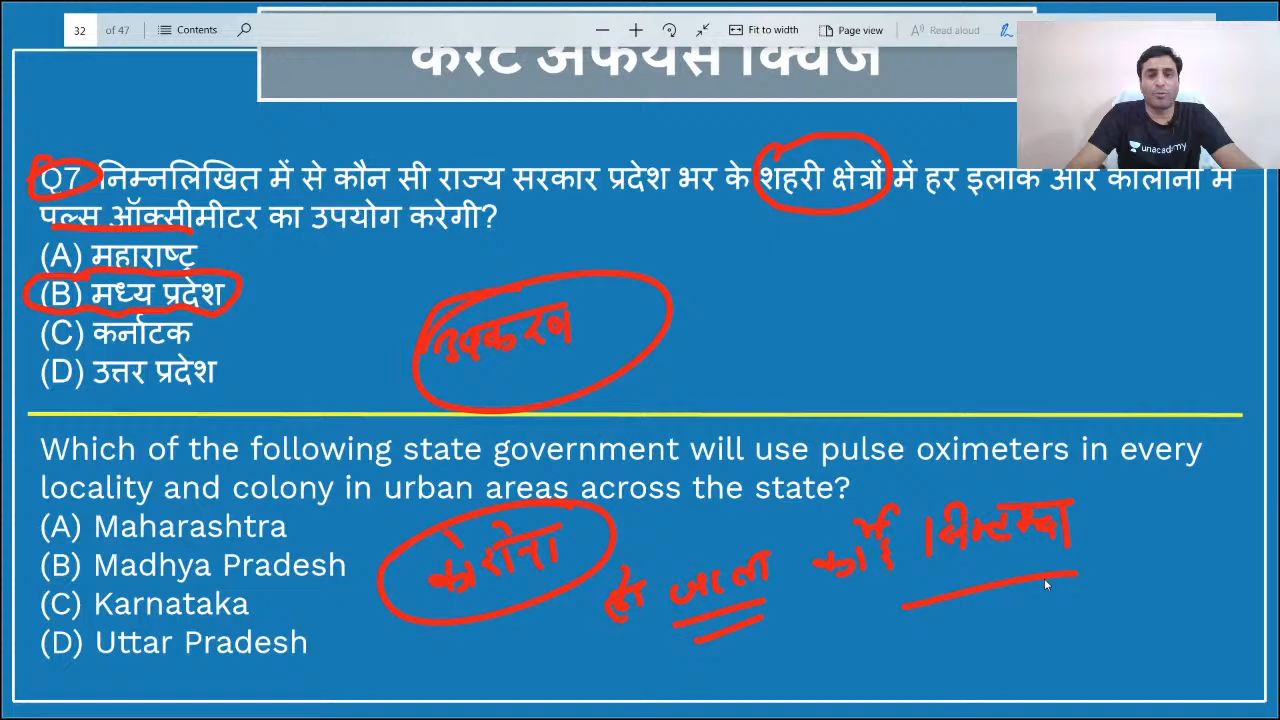 32 of 47 Contents Fit to width Page view Read aloud
करंट अफेयर्स क्विज
unacademy
Q7 निम्नलिखित में से कौन सी राज्य सरकार प्रदेश भर के शहरी क्षेत्रों में हर इलाके और कॉलोनी में
पल्स ऑक्सीमीटर का उपयोग करेगी?
(A) महाराष्ट्र
(B) मध्य प्रदेश
(C) कर्नाटक
(D) उत्तर प्रदेश
उपकरण
Which of the following state government will use pulse oximeters in every
locality and colony in urban areas across the state?
(A) Maharashtra
(B) Madhya Pradesh
(C) Karnataka
(D) Uttar Pradesh
कोरोना
हो जाता कोई